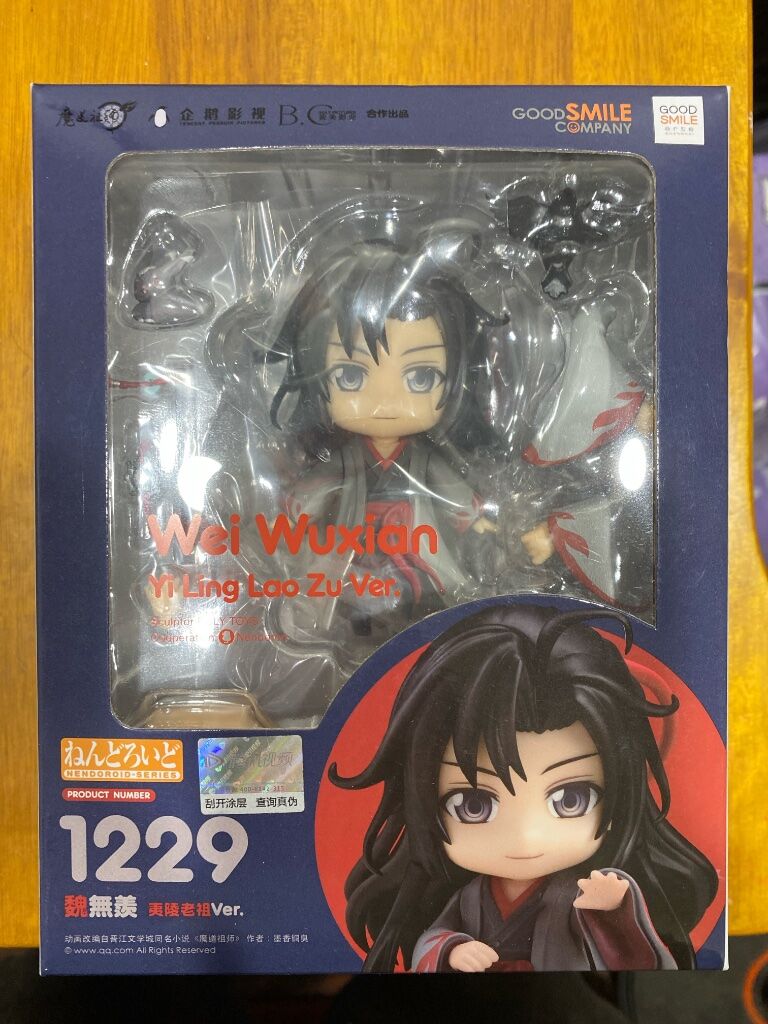 魔道祖师
企鹅影视
TENCENT PENGUIN PICTURES
B.C
合作出品
GOOD SMILE COMPANY
GOOD
SMILE
Wei Wuxian
Yi Ling Lao Zu Ver.
ねんどろいど
NENDOROID-SERIES
PRODUCT NUMBER
1229
刮开涂层 查询真伪
魏無羨 夷陵老祖Ver.
动画改编自晋江文学城同名小说《魔道祖师》 作者：墨香铜臭
© www.qq.com All Rights Reserved